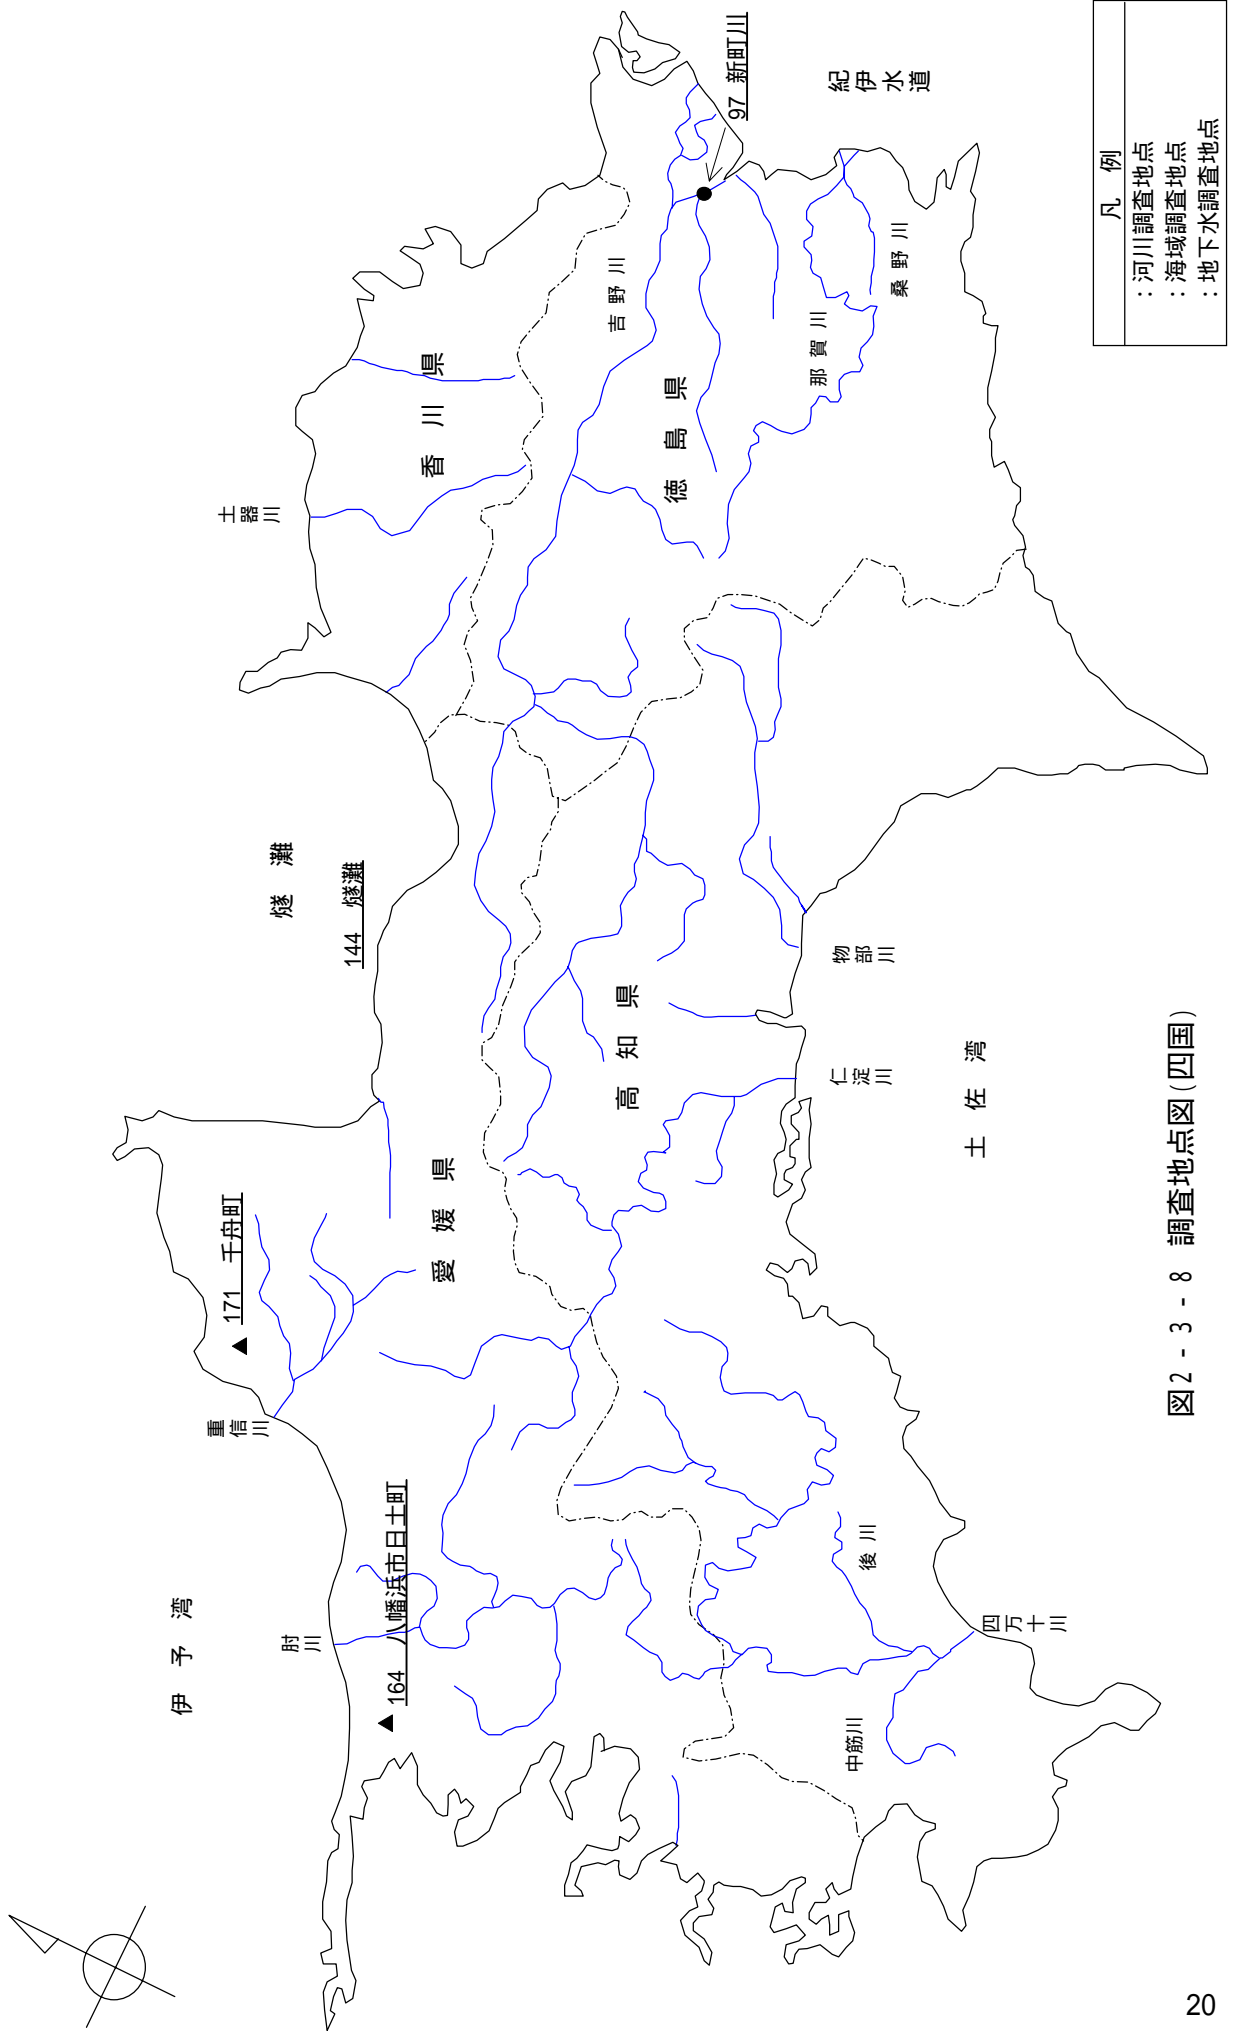 伊予湾
燧灘
144 燧灘
171 千舟町
164 八幡浜市日土町
97 新町川
紀伊水道
土佐湾
香川県
徳島県
愛媛県
高知県
土器川
吉野川
那賀川
桑野川
物部川
仁淀川
重信川
肘川
後川
四万十川
中筋川
凡例
：河川調査地点
：海域調査地点
：地下水調査地点
図2-3-8 調査地点図(四国)
20